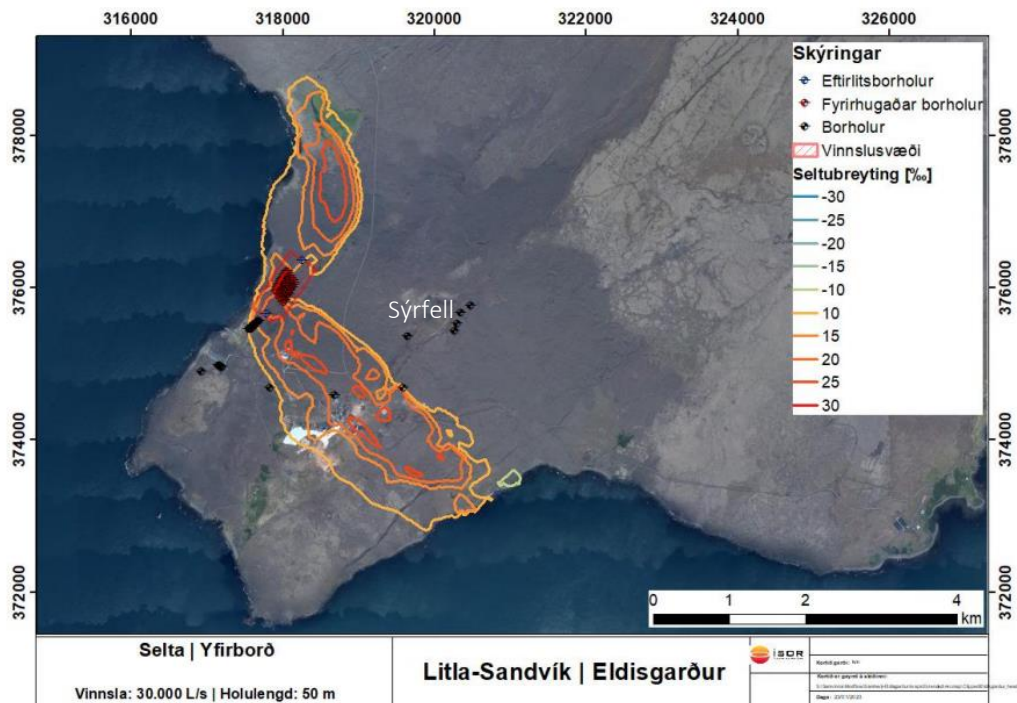 316000 318000 320000 322000 324000 326000
378000 376000 374000 372000
Skýringar
Eftirlitsborholur
Fyrirhugaðar borholur
Borholur
Vinnslusvæði
Seltubreyting [‰]
-30
-25
-20
-15
-10
10
15
20
25
30
378000 376000 374000 372000
Sýrfell
0 1 2 4
km
Selta | Yfirborð
Vinnsla: 30.000 L/s | Holulengd: 50 m
Litla-Sandvík | Eldisgarður
ÍSOR